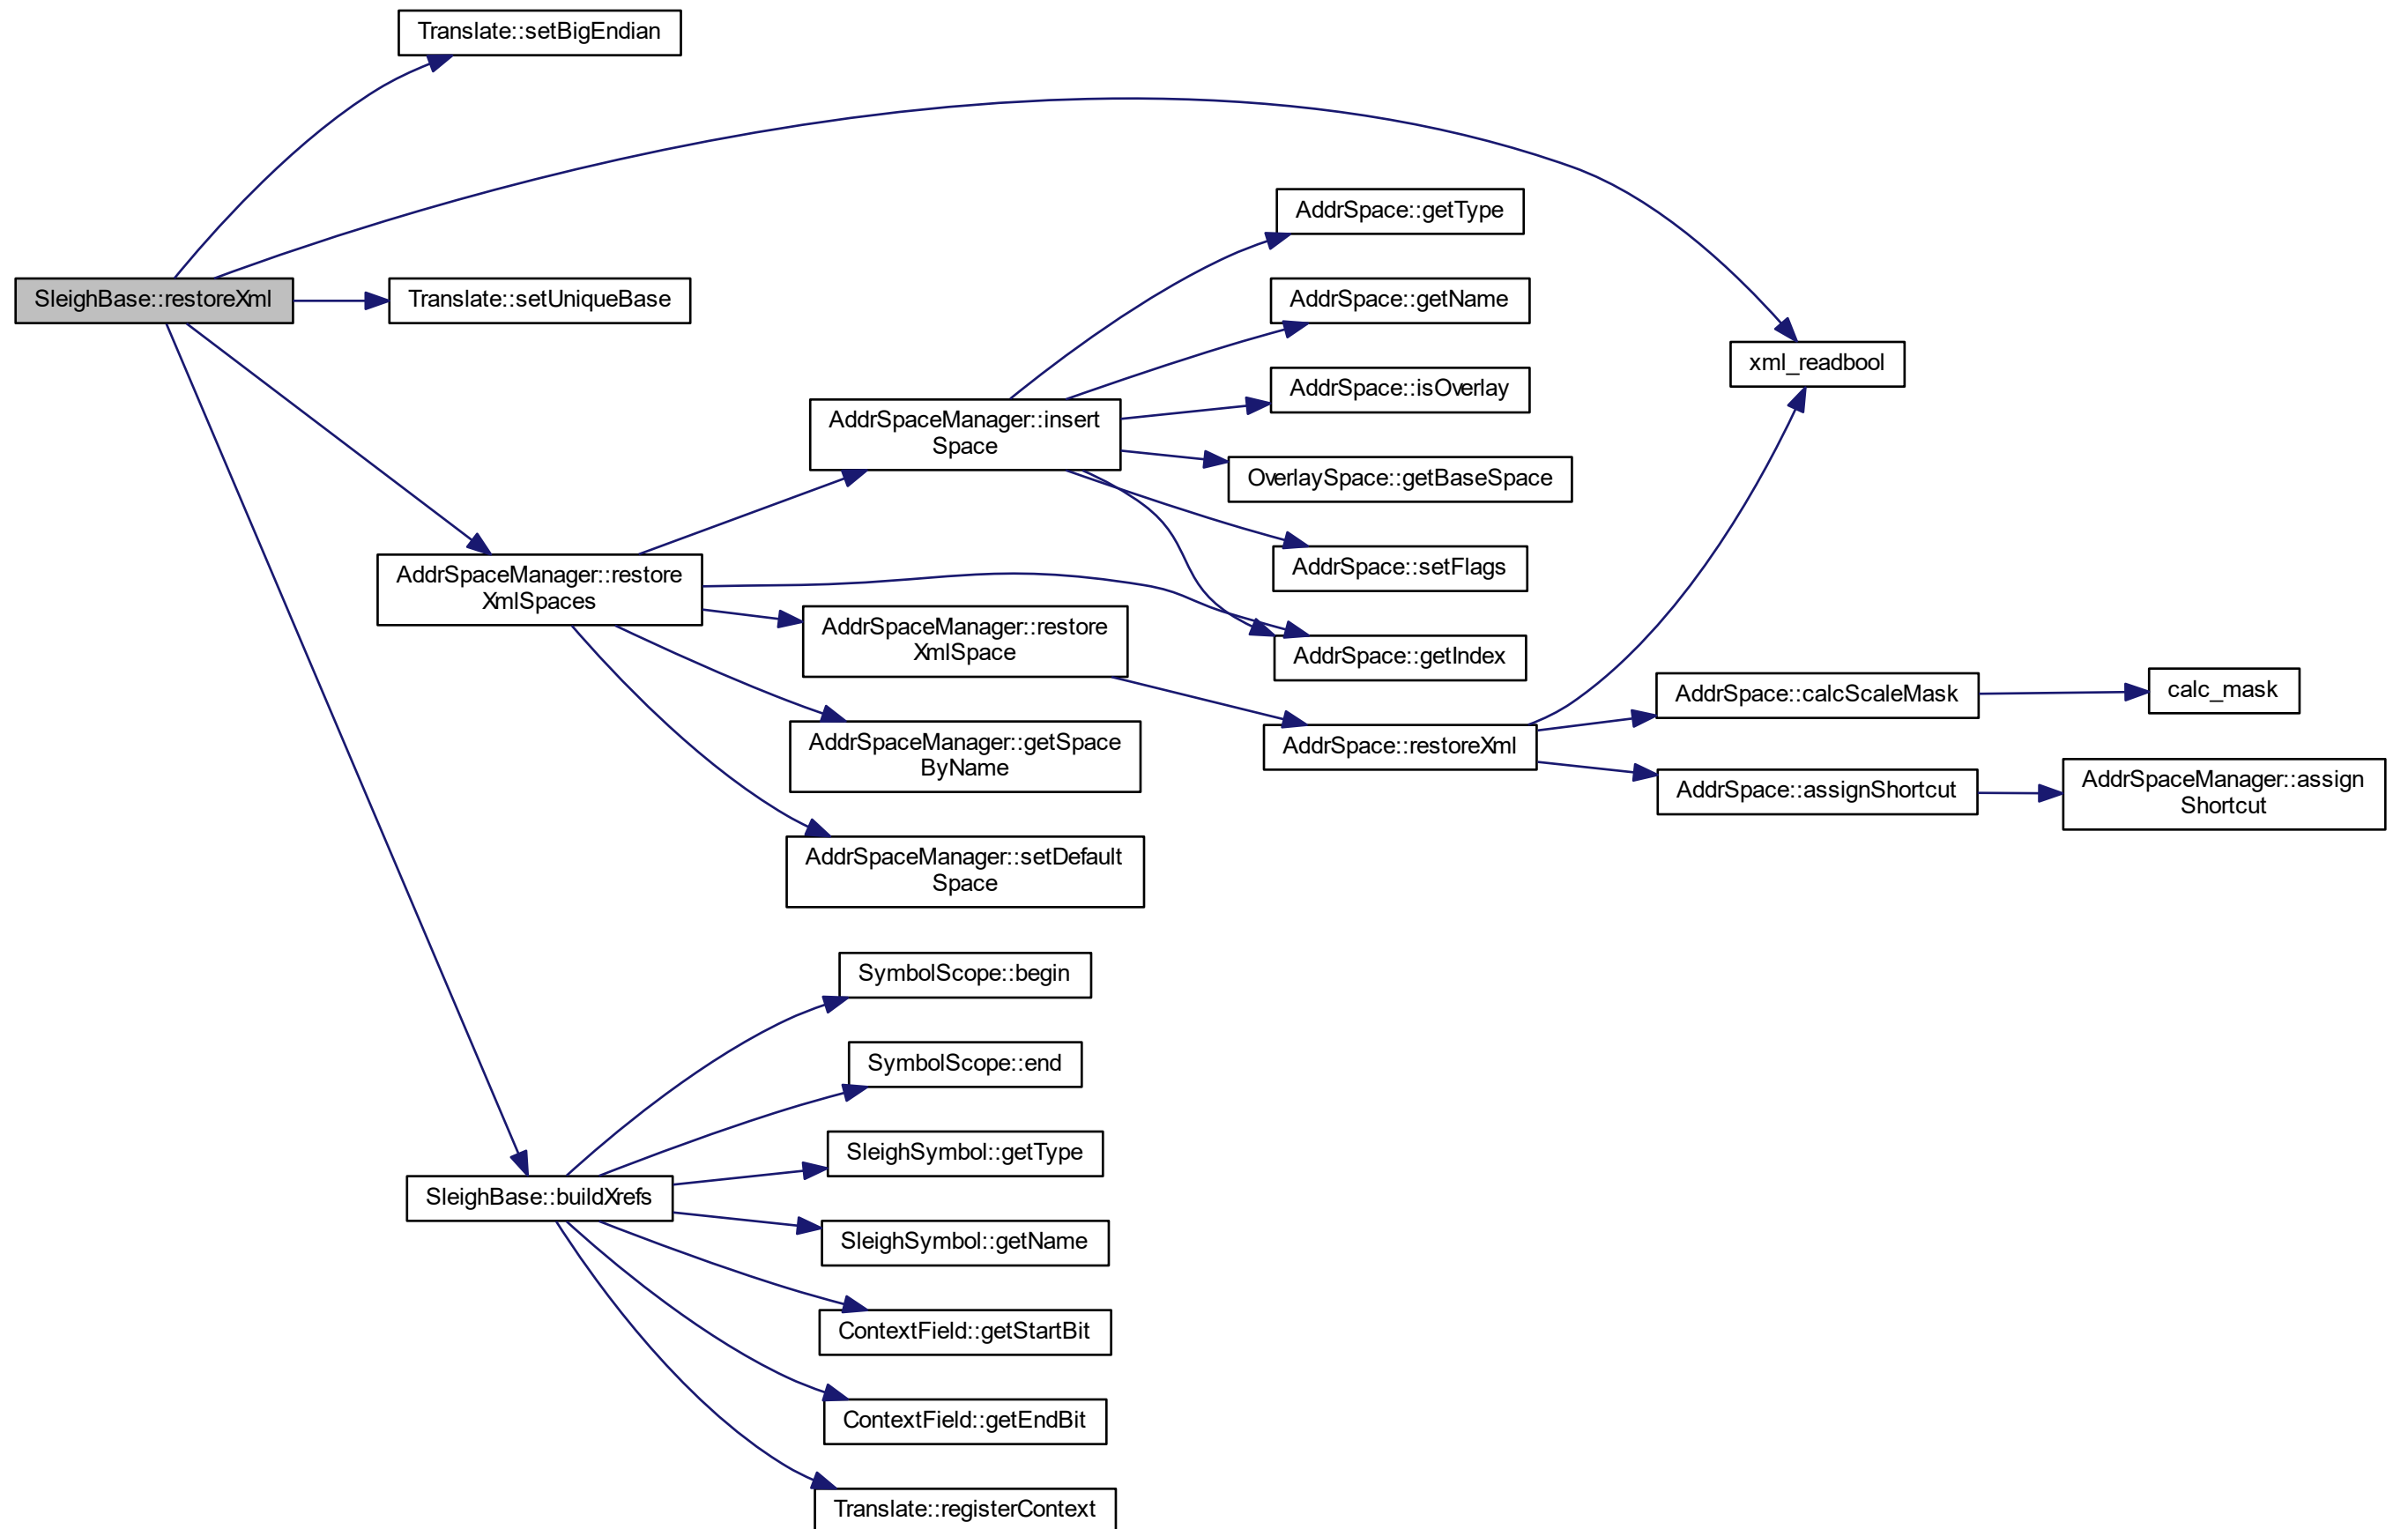 Translate::setBigEndian
SleighBase::restoreXml
Translate::setUniqueBase
AddrSpaceManager::restore
XmlSpaces
SleighBase::buildXrefs
AddrSpaceManager::insert
Space
AddrSpaceManager::restore
XmlSpace
AddrSpaceManager::getSpace
ByName
AddrSpaceManager::setDefault
Space
SymbolScope::begin
SymbolScope::end
SleighSymbol::getType
SleighSymbol::getName
ContextField::getStartBit
ContextField::getEndBit
Translate::registerContext
AddrSpace::getType
AddrSpace::getName
AddrSpace::isOverlay
OverlaySpace::getBaseSpace
AddrSpace::setFlags
AddrSpace::getIndex
AddrSpace::restoreXml
xml_readbool
AddrSpace::calcScaleMask
AddrSpace::assignShortcut
calc_mask
AddrSpaceManager::assign
Shortcut